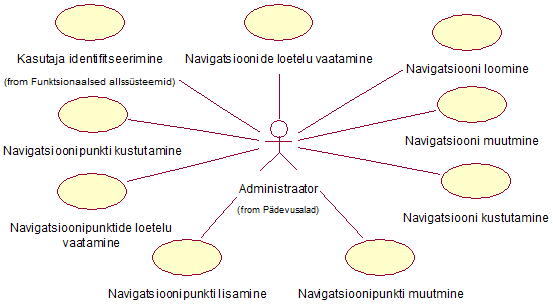 Kasutaja identifitseerimine
(from Funktsionaalsed allssüsteemid)
Navigatsioonide loetelu vaatamine
Navigatsiooni loomine
Navigatsioonipunkti kustutamine
Navigatsiooni muutmine
Administraator
(from Pädevusalad)
Navigatsioonipunktide loetelu
vaatamine
Navigatsiooni kustutamine
Navigatsioonipunkti lisamine
Navigatsioonipunkti muutmine